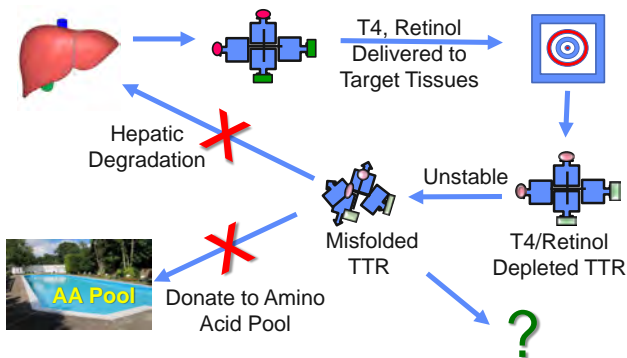 T4, Retinol
Delivered to
Target Tissues
Hepatic
Degradation
Unstable
Misfolded
TTR
T4/Retinol
Depleted TTR
AA Pool
Donate to Amino
Acid Pool
?